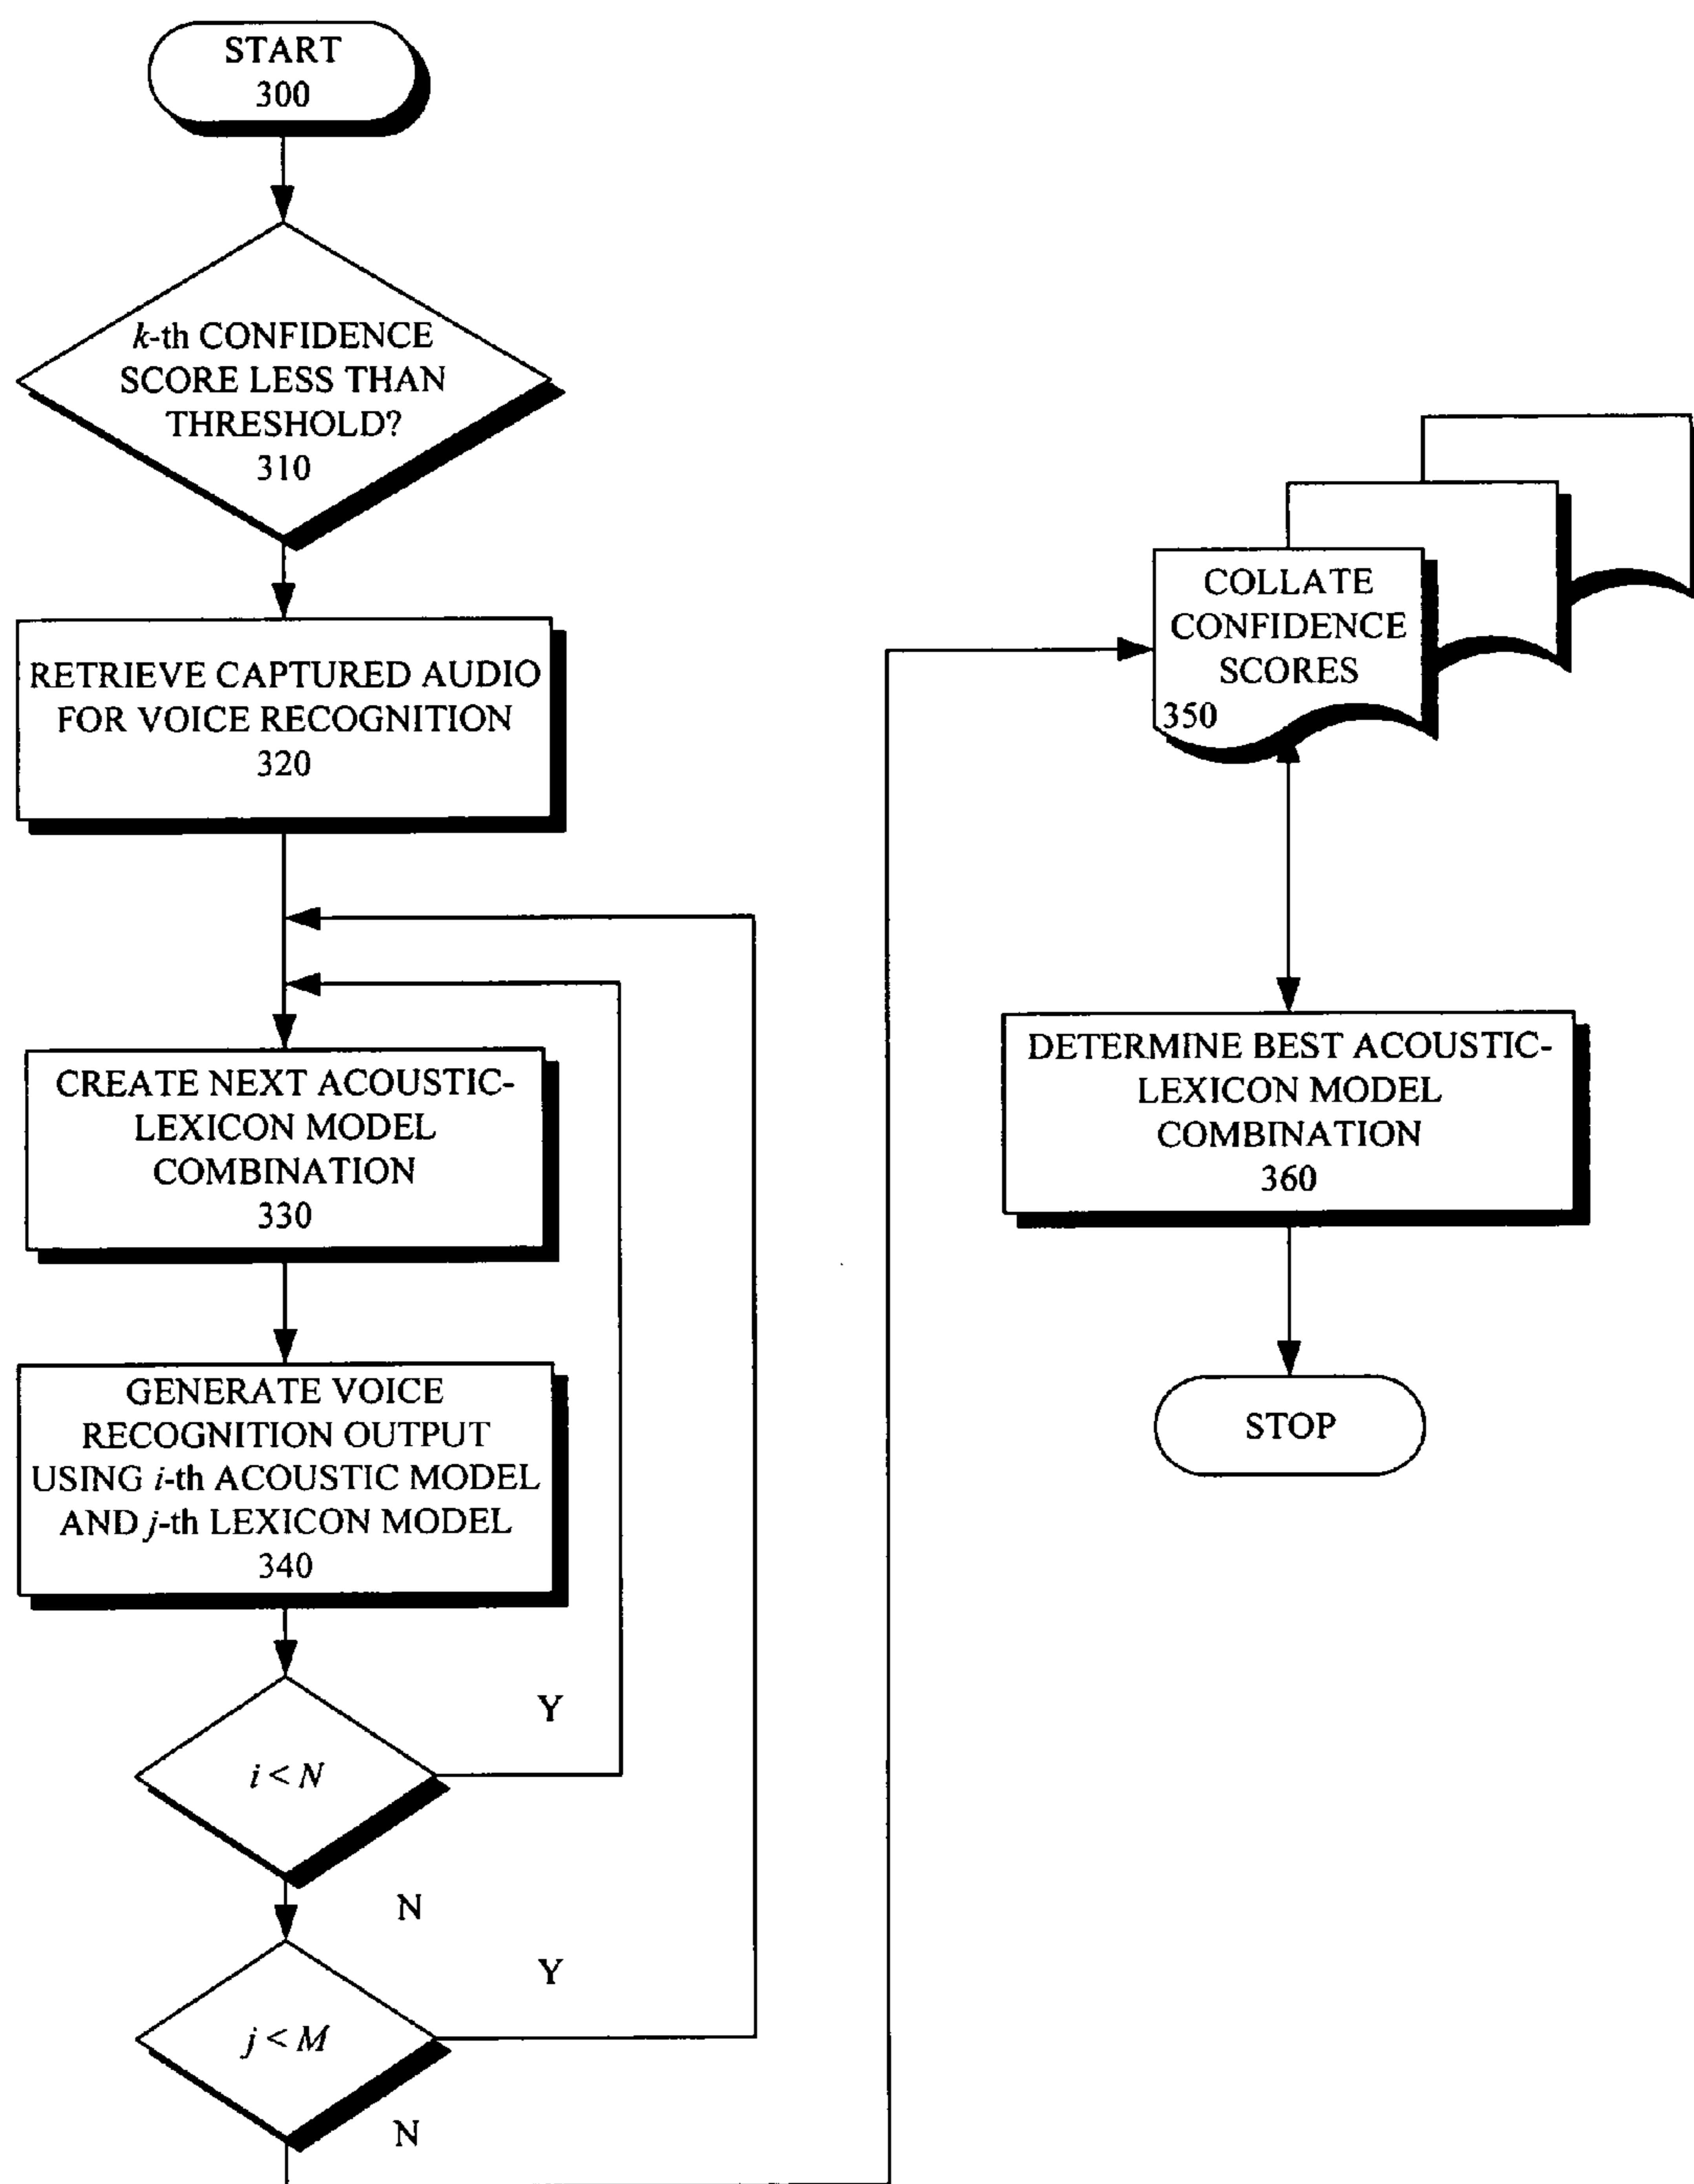 START
300
k-th CONFIDENCE
SCORE LESS THAN
THRESHOLD?
310
RETRIEVE CAPTURED AUDIO
FOR VOICE RECOGNITION
320
CREATE NEXT ACOUSTIC-
LEXICON MODEL
COMBINATION
330
GENERATE VOICE
RECOGNITION OUTPUT
USING i-th ACOUSTIC MODEL
AND j-th LEXICON MODEL
340
Y
i < N
N
Y
j < M
N
COLLATE
CONFIDENCE
SCORES
350
DETERMINE BEST ACOUSTIC-
LEXICON MODEL
COMBINATION
360
STOP